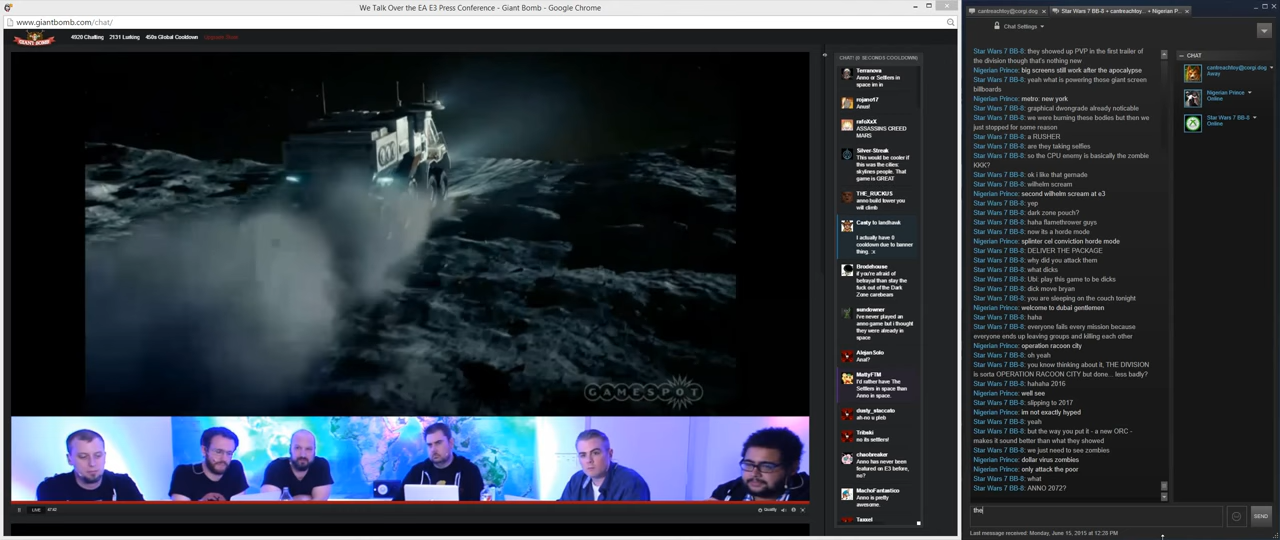 We Talk Over the EA E3 Press Conference - Giant Bomb - Google Chrome
www.giantbomb.com/chat/
GIANT BOMB
4928 Chatting 2131 Lurking 450s Global Cooldown
GAMESPOT
LIVE
Quality
Terranova
Anno or Settlers in
space im in
rojano17
Anus!
ASSASSINS CREED
MARS
Silver-Streak
This would be cooler if
this was the cities:
skylines people. That
game is GREAT
THE_RUCKUS
anno build tower you
will climb
Canty to landhawk
I actually have 0
cooldown due to banner
thing. :x
Brodehouse
if you're afraid of
betrayal than stay the
fuck out of the Dark
Zone carebeam
sundowner
i've never played an
anno game but i thought
they were already in
space
AlejanSolo
Anal?
MattyFTM
I'd rather have The
Settlers in space than
Anno in space.
dusty_staccato
ah-no u pleb
Tribski
no its settlers!
chaobreaker
Anno has never been
featured on E3 before,
no?
MachoFantastico
Anno is pretty
awesome.
cantreachtoy@corgi.dog
Star Wars 7 BB-8 + cantreachtoy... + Nigerian P...
Chat Settings
Star Wars 7 BB-8: they showed up PVP in the first trailer of
the division though that's nothing new
Nigerian Prince: big screens still work after the apocalypse
Star Wars 7 BB-8: yeah what is powering those giant screen
billboards
Nigerian Prince: metro: new york
Star Wars 7 BB-8: graphical dwongrade already noticable
Star Wars 7 BB-8: we were burning these bodies but then we
just stopped for some reason
Star Wars 7 BB-8: a RUSHER
Star Wars 7 BB-8: are they taking selfies
Star Wars 7 BB-8: so the CPU enemy is basically the zombie
KKK?
Star Wars 7 BB-8: ok i like that gernade
Star Wars 7 BB-8: wilhelm scream
Nigerian Prince: second wilhelm scream at e3
Star Wars 7 BB-8: yep
Star Wars 7 BB-8: dark zone pouch?
Star Wars 7 BB-8: haha flamethrower guys
Star Wars 7 BB-8: now its a horde mode
Nigerian Prince: splinter cel conviction horde mode
Star Wars 7 BB-8: DELIVER THE PACKAGE
Star Wars 7 BB-8: why did you attack them
Star Wars 7 BB-8: what dicks
Star Wars 7 BB-8: Ubi: play this game to be dicks
Star Wars 7 BB-8: dick move bryan
Star Wars 7 BB-8: you are sleeping on the couch tonight
Nigerian Prince: welcome to dubai gentlemen
Star Wars 7 BB-8: haha
Star Wars 7 BB-8: everyone fails every mission because
everyone ends up leaving groups and killing each other
Nigerian Prince: operation racoon city
Star Wars 7 BB-8: oh yeah
Star Wars 7 BB-8: you know thinking about it, THE DIVISION
is sorta OPERATION RACOON CITY but done... less badly?
Star Wars 7 BB-8: hahaha 2016
Nigerian Prince: well see
Star Wars 7 BB-8: slipping to 2017
Nigerian Prince: im not exactly hyped
Star Wars 7 BB-8: yeah
Star Wars 7 BB-8: but the way you put it - a new ORC -
makes it sound better than what they showed
Star Wars 7 BB-8: we just need to see zombies
Nigerian Prince: dollar virus zombies
Nigerian Prince: only attack the poor
Star Wars 7 BB-8: what
Star Wars 7 BB-8: ANNO 2072?
the
SEND
Last message received: Monday, June 15, 2015 at 12:28 PM
CHAT
cantreachtoy@corgi.dog
Away
Nigerian Prince
Online
Star Wars 7 BB-8
Online